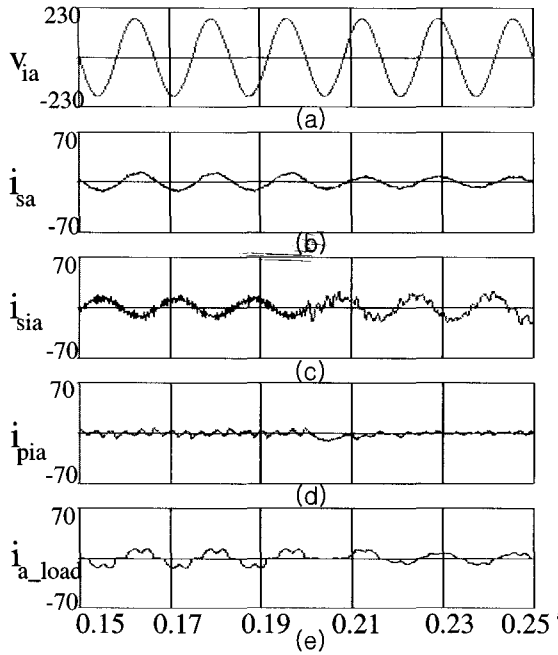 230
v_ia
-230
(a)
70
i_sa
-70
(b)
70
i_sia
-70
(c)
70
i_pia
-70
(d)
70
i_a_load
-70
0.15 0.17 0.19 0.21 0.23 0.25
(e)